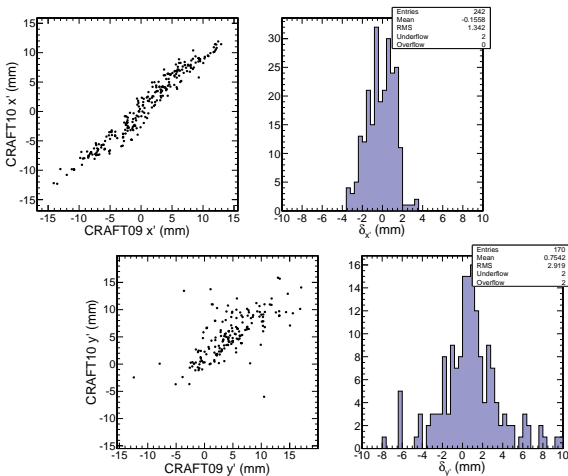 Entries 242
Mean -0.1558
RMS 1.342
Underflow 2
Overflow 0
15
10
5
0
-5
-10
-15
CRAFT10 x' (mm)
-15 -10 -5 0 5 10 15
CRAFT09 x' (mm)
30
25
20
15
10
5
0
-10 -8 -6 -4 -2 0 2 4 6 8 10
δx' (mm)
Entries 170
Mean 0.7542
RMS 2.919
Underflow 2
Overflow 2
15
10
5
0
-5
-10
-15
CRAFT10 y' (mm)
-15 -10 -5 0 5 10 15
CRAFT09 y' (mm)
16
14
12
10
8
6
4
2
0
-10 -8 -6 -4 -2 0 2 4 6 8 10
δy' (mm)